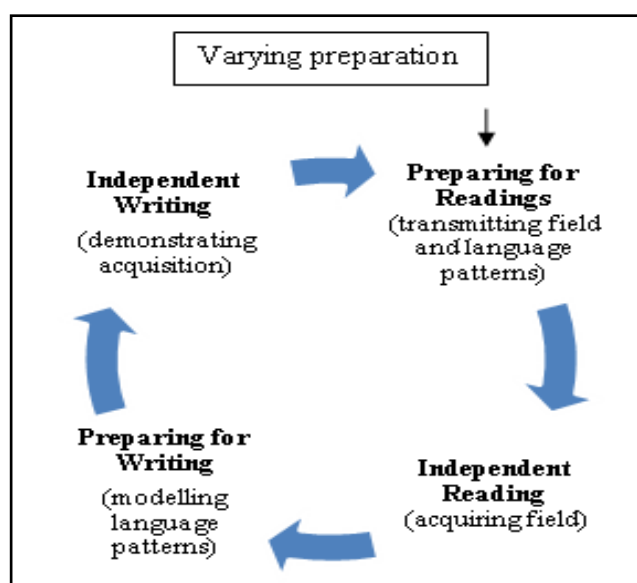 Varying preparation
Independent
Writing
(demonstrating
acquisition)
Preparing for
Readings
(transmitting field
and language
patterns)
Independent
Reading
(acquiring field)
Preparing for
Writing
(modelling
language
patterns)